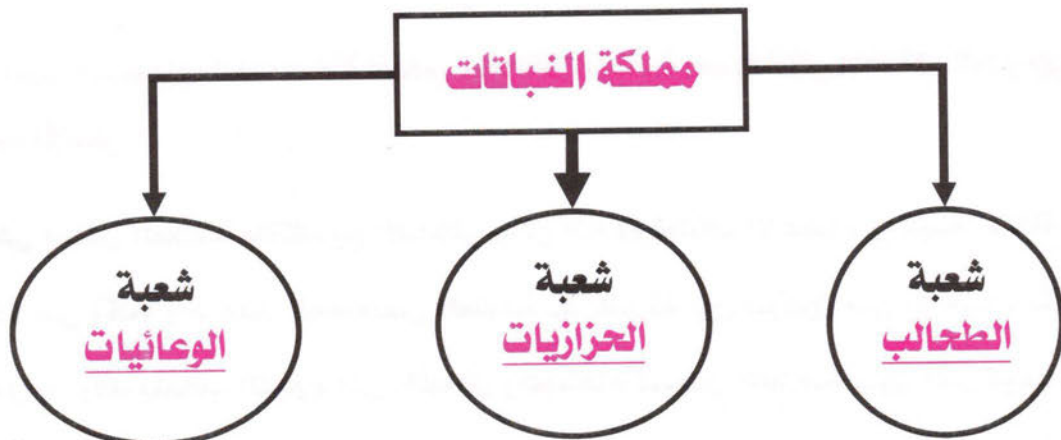 مملكة النباتات
شعبة
الطحالب
شعبة
الحزازيات
شعبة
الوعائيات